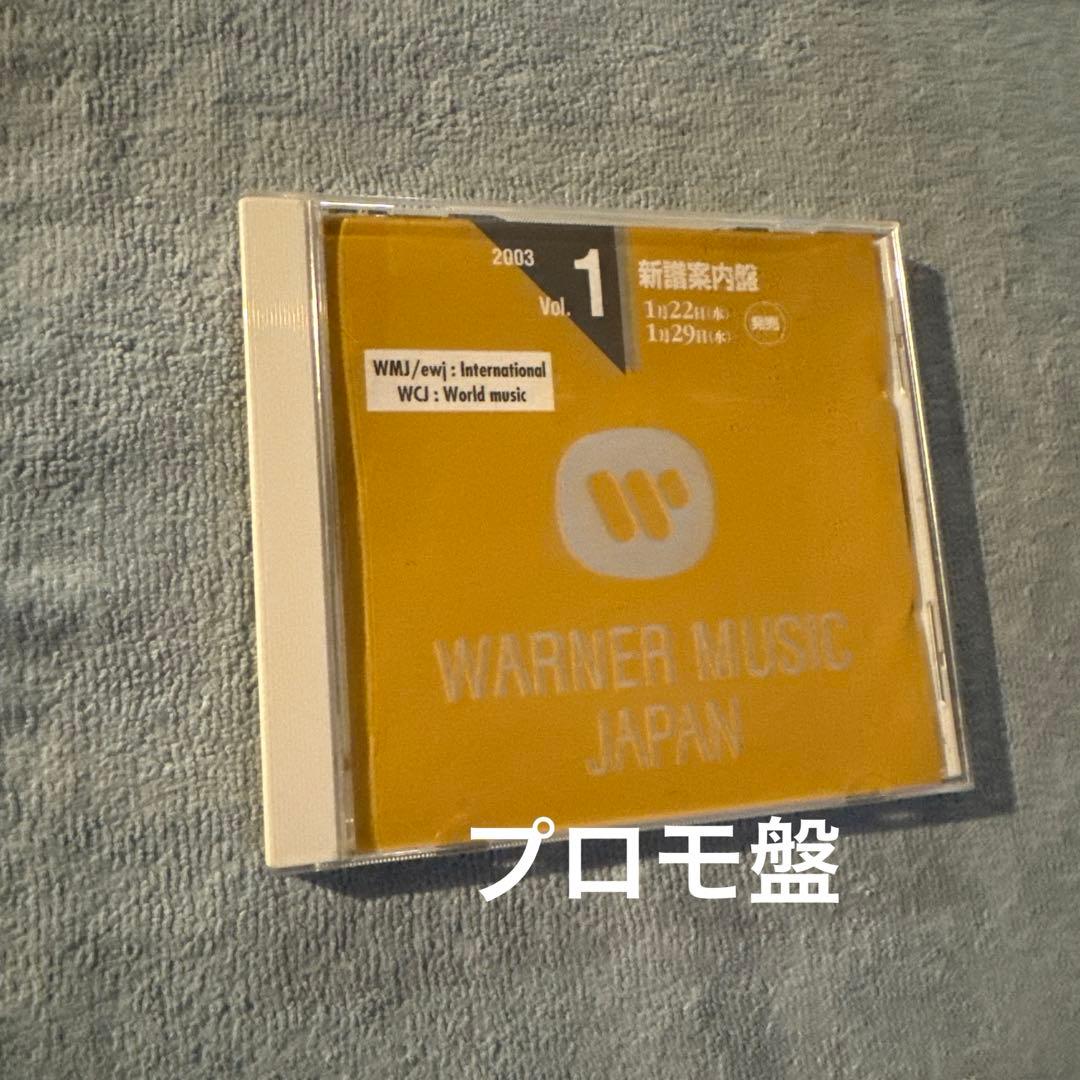 2003
Vol. 1
新譜案内盤
1月22日(水)
1月29日(水)
発売
WMJ/ewj : International
WCJ : World music
WARNER MUSIC
JAPAN
プロモ盤